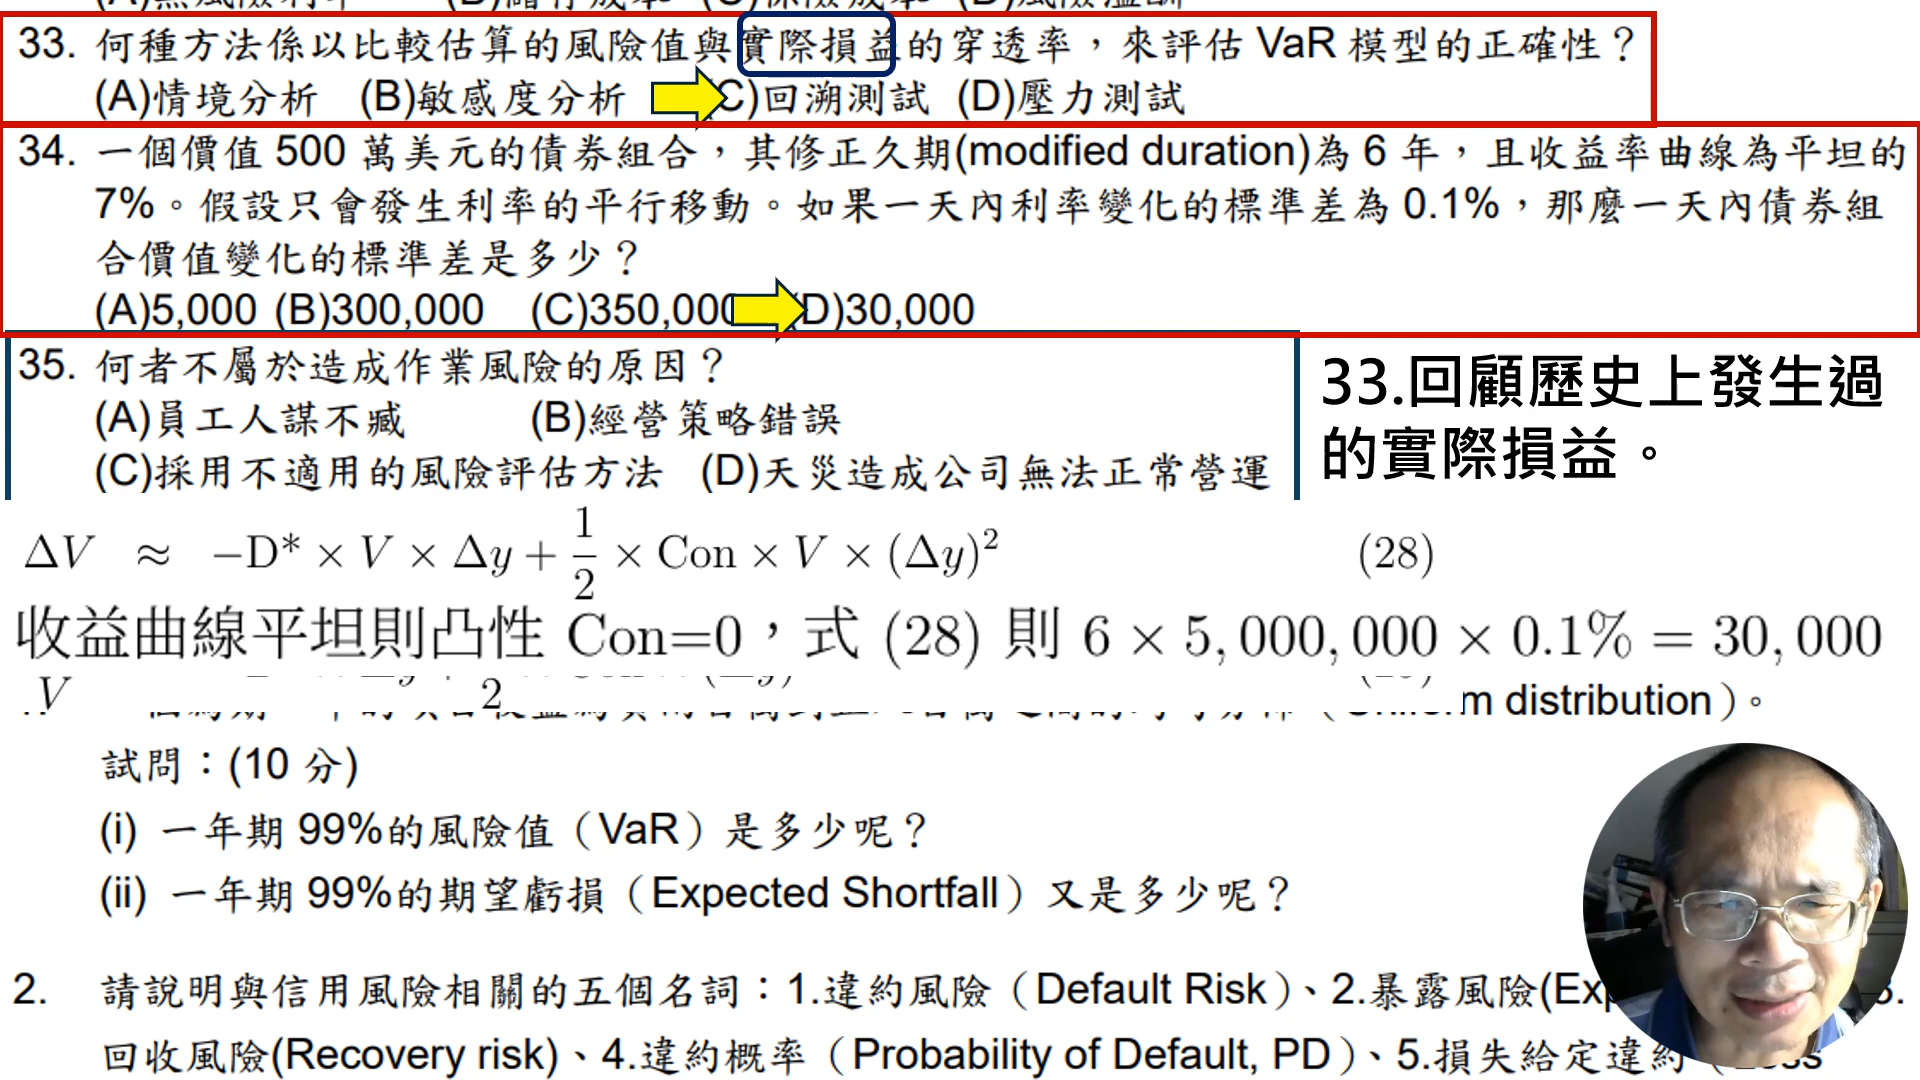 33. 何種方法係以比較估算的風險值與實際損益的穿透率，來評估 VaR 模型的正確性？
(A)情境分析 (B)敏感度分析 C)回溯測試 (D)壓力測試
34. 一個價值 500 萬美元的債券組合，其修正久期(modified duration)為 6 年，且收益率曲線為平坦的
7%。假設只會發生利率的平行移動。如果一天內利率變化的標準差為 0.1%，那麼一天內債券組
合價值變化的標準差是多少？
(A)5,000 (B)300,000 (C)350,000 (D)30,000
35. 何者不屬於造成作業風險的原因？
(A)員工人謀不臧 (B)經營策略錯誤
(C)採用不適用的風險評估方法 (D)天災造成公司無法正常營運
33.回顧歷史上發生過
的實際損益。
ΔV ≈ −D* × V × Δy + 1/2 × Con × V × (Δy)² (28)
收益曲線平坦則凸性 Con=0，式 (28) 則 6 × 5,000,000 × 0.1% = 30,000
V 2
m distribution）。
試問：(10 分)
(i) 一年期 99%的風險值（VaR）是多少呢？
(ii) 一年期 99%的期望虧損（Expected Shortfall）又是多少呢？
2. 請說明與信用風險相關的五個名詞：1.違約風險（Default Risk）、2.暴露風險(Exp 3.
回收風險(Recovery risk)、4.違約概率（Probability of Default, PD）、5.損失給定違約（Loss